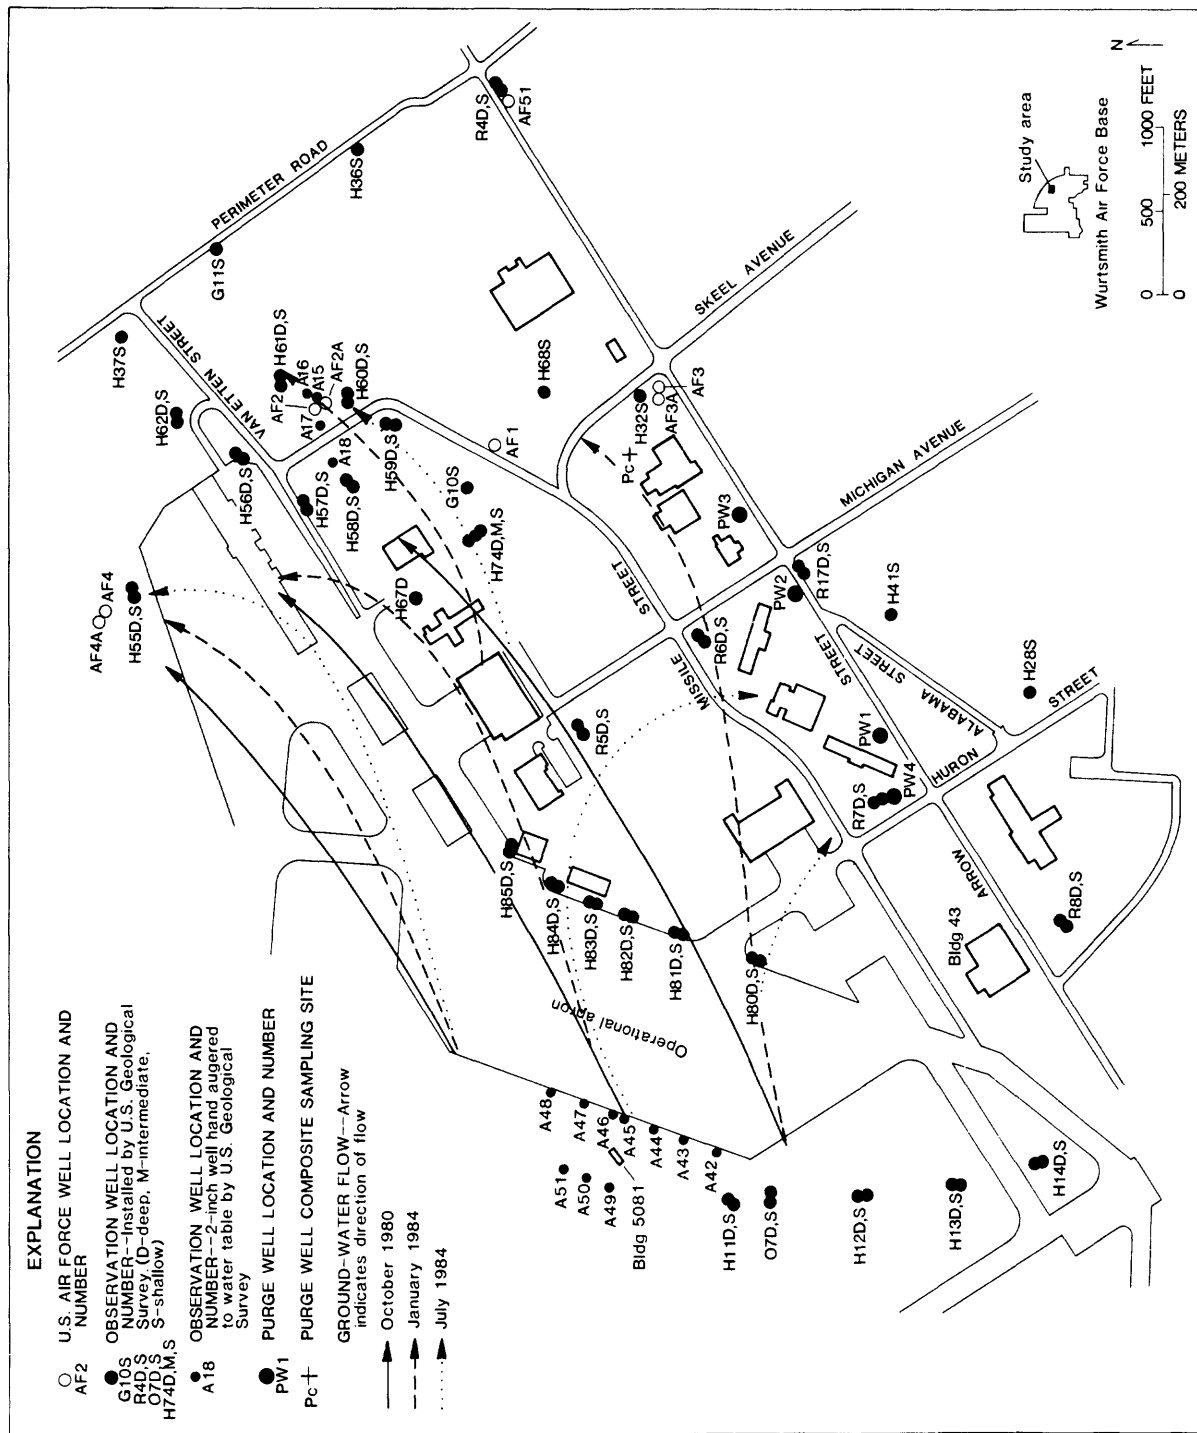 EXPLANATION
AF2
U.S. AIR FORCE WELL LOCATION AND
NUMBER
G10S
R4D,S
O7D,S
H74D,M,S
OBSERVATION WELL LOCATION AND
NUMBER--Installed by U.S. Geological
Survey. (D-deep, M-intermediate,
S-shallow)
A18
OBSERVATION WELL LOCATION AND
NUMBER--2-inch well hand augered
to water table by U.S. Geological
Survey
PW1
PURGE WELL LOCATION AND NUMBER
Pc+
PURGE WELL COMPOSITE SAMPLING SITE
GROUND-WATER FLOW--Arrow
indicates direction of flow
October 1980
January 1984
July 1984
AF4A
AF4
H55D,S
H62D,S
H37S
G11S
PERIMETER ROAD
H36S
R4D,S
AF51
VAN ETTEN STREET
H56D,S
H57D,S
H58D,S
A18
A17
AF2
A16
A15
AF2A
H61D,S
H60D,S
H59D,S
G10S
H74D,M,S
AF1
H67D
H68S
H32S
AF3A
AF3
Pc+
PW3
SKEEL AVENUE
MICHIGAN AVENUE
MISSILE STREET
R5D,S
R6D,S
PW2
R17D,S
H41S
H28S
ALABAMA STREET
HURON STREET
ARROW STREET
PW1
PW4
R7D,S
R8D,S
Bldg 43
H85D,S
H84D,S
H83D,S
H82D,S
H81D,S
H80D,S
Operational apron
A48
A47
A46
A45
A44
A43
A42
A51
A50
A49
Bldg 5081
H11D,S
O7D,S
H12D,S
H13D,S
H14D,S
N
Study area
Wurtsmith Air Force Base
0 500 1000 FEET
0 200 METERS